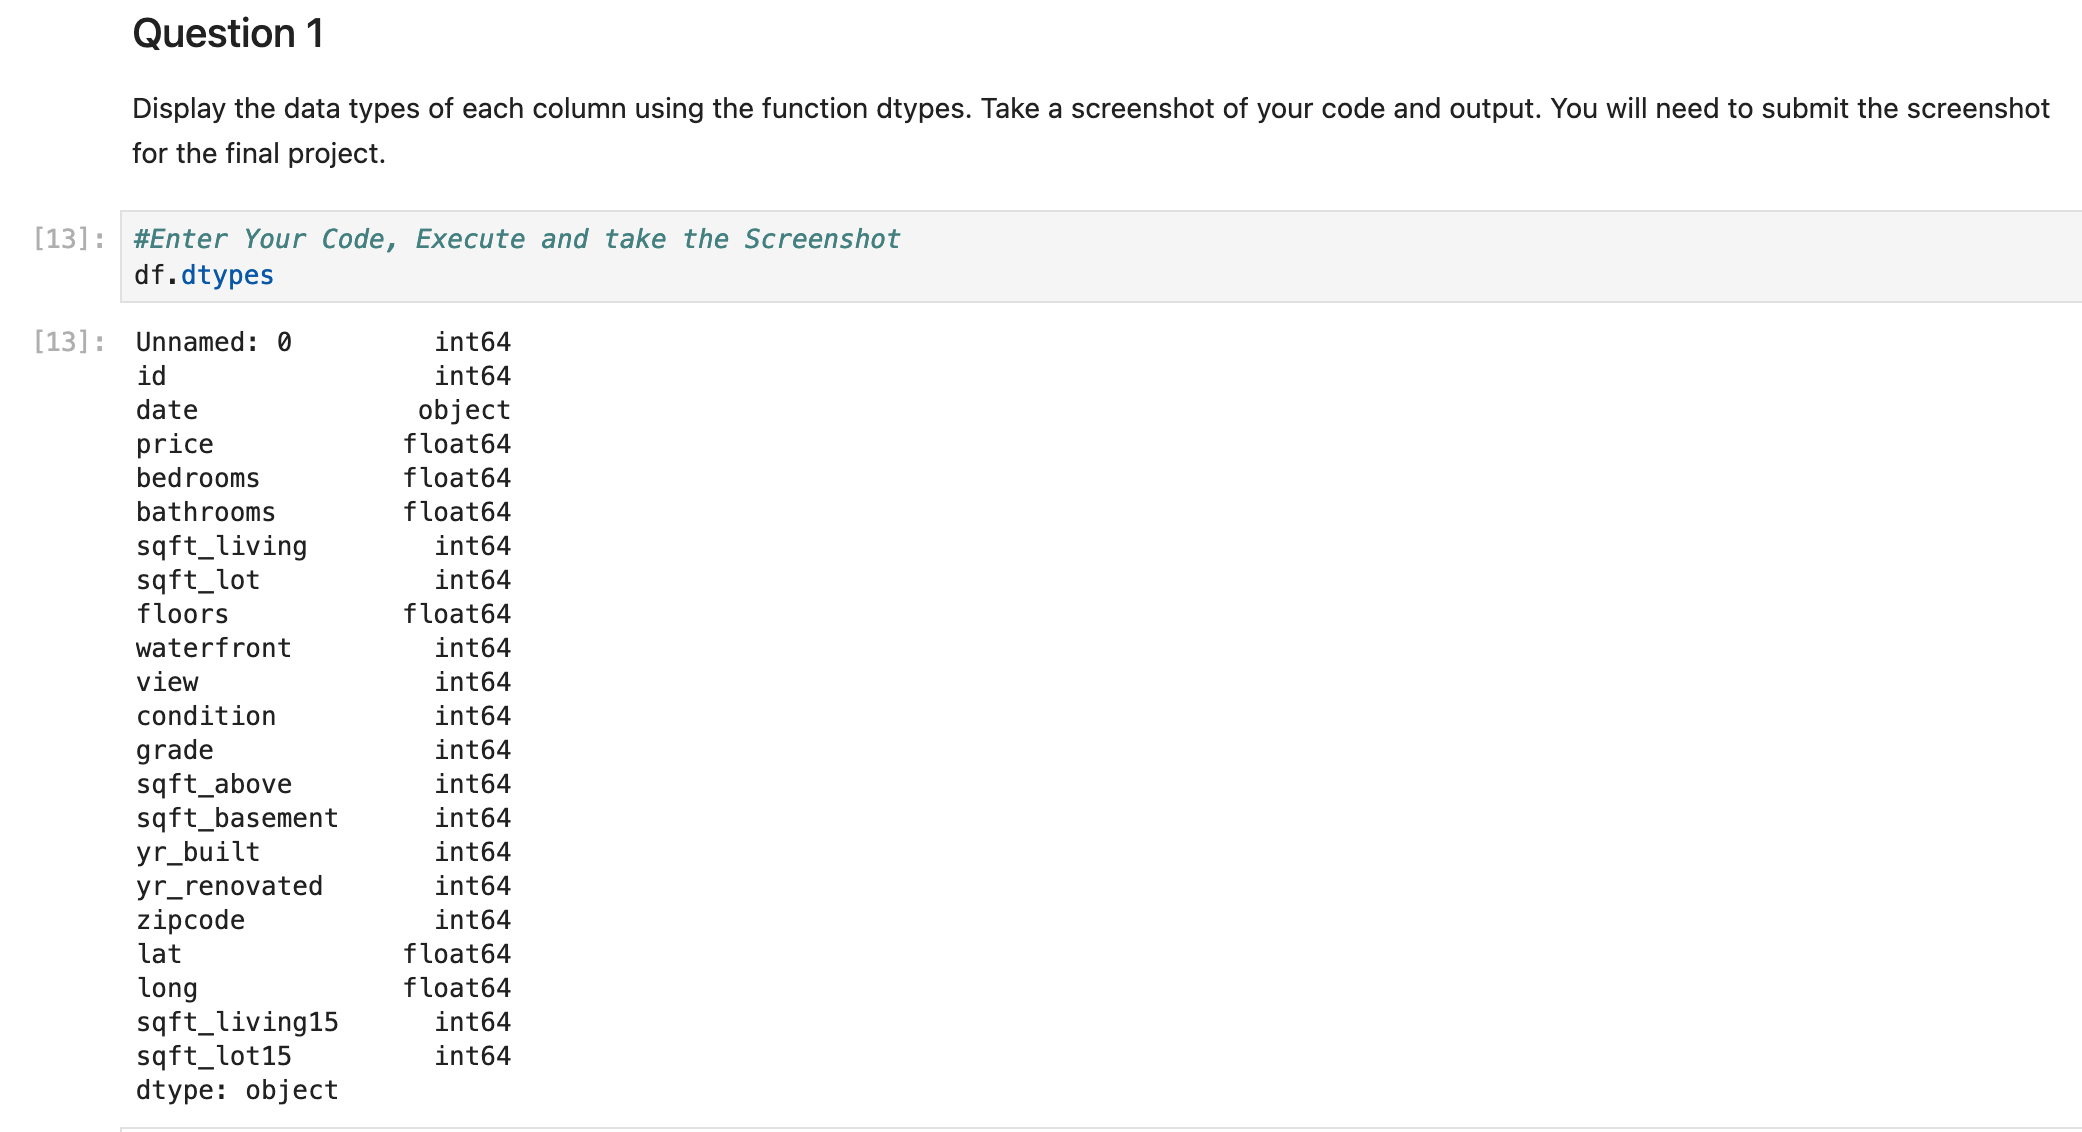 Question 1
Display the data types of each column using the function dtypes. Take a screenshot of your code and output. You will need to submit the screenshot
for the final project.
[13]: #Enter Your Code, Execute and take the Screenshot
df.dtypes
[13]: Unnamed: 0 int64
id int64
date object
price float64
bedrooms float64
bathrooms float64
sqft_living int64
sqft_lot int64
floors float64
waterfront int64
view int64
condition int64
grade int64
sqft_above int64
sqft_basement int64
yr_built int64
yr_renovated int64
zipcode int64
lat float64
long float64
sqft_living15 int64
sqft_lot15 int64
dtype: object